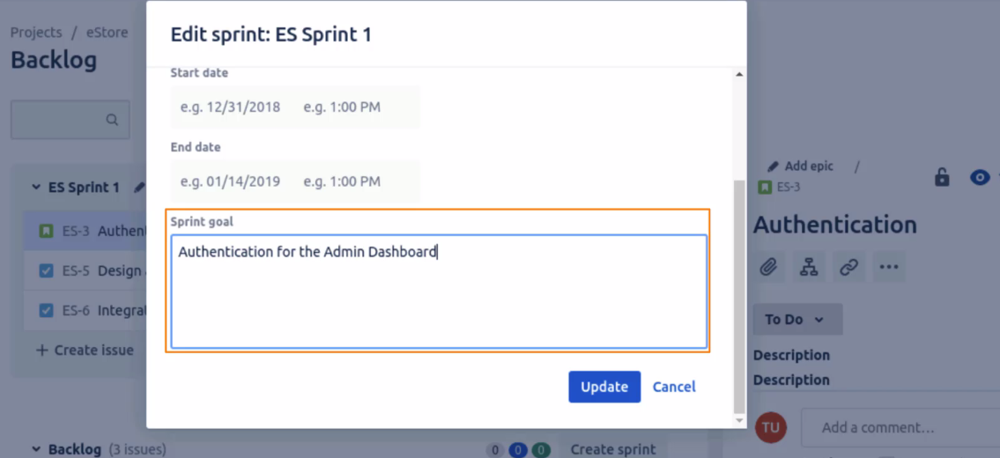 Projects / eStore
Backlog
Edit sprint: ES Sprint 1
Start date
e.g. 12/31/2018 e.g. 1:00 PM
End date
e.g. 01/14/2019 e.g. 1:00 PM
Sprint goal
Authentication for the Admin Dashboard
Update Cancel
ES Sprint 1
ES-3 Authent
ES-5 Design
ES-6 Integrat
+ Create issue
Backlog (3 issues) 0 0 0 Create sprint
Add epic /
ES-3
Authentication
To Do
Description
Description
TU Add a comment...